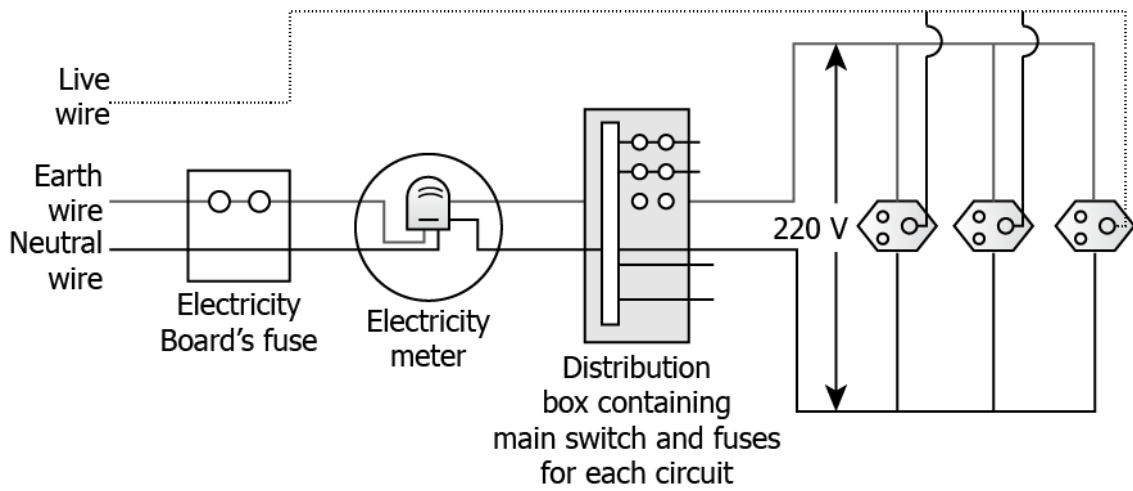 Live
wire
Earth
wire
Neutral
wire
Electricity
Board's fuse
Electricity
meter
Distribution
box containing
main switch and fuses
for each circuit
220 V